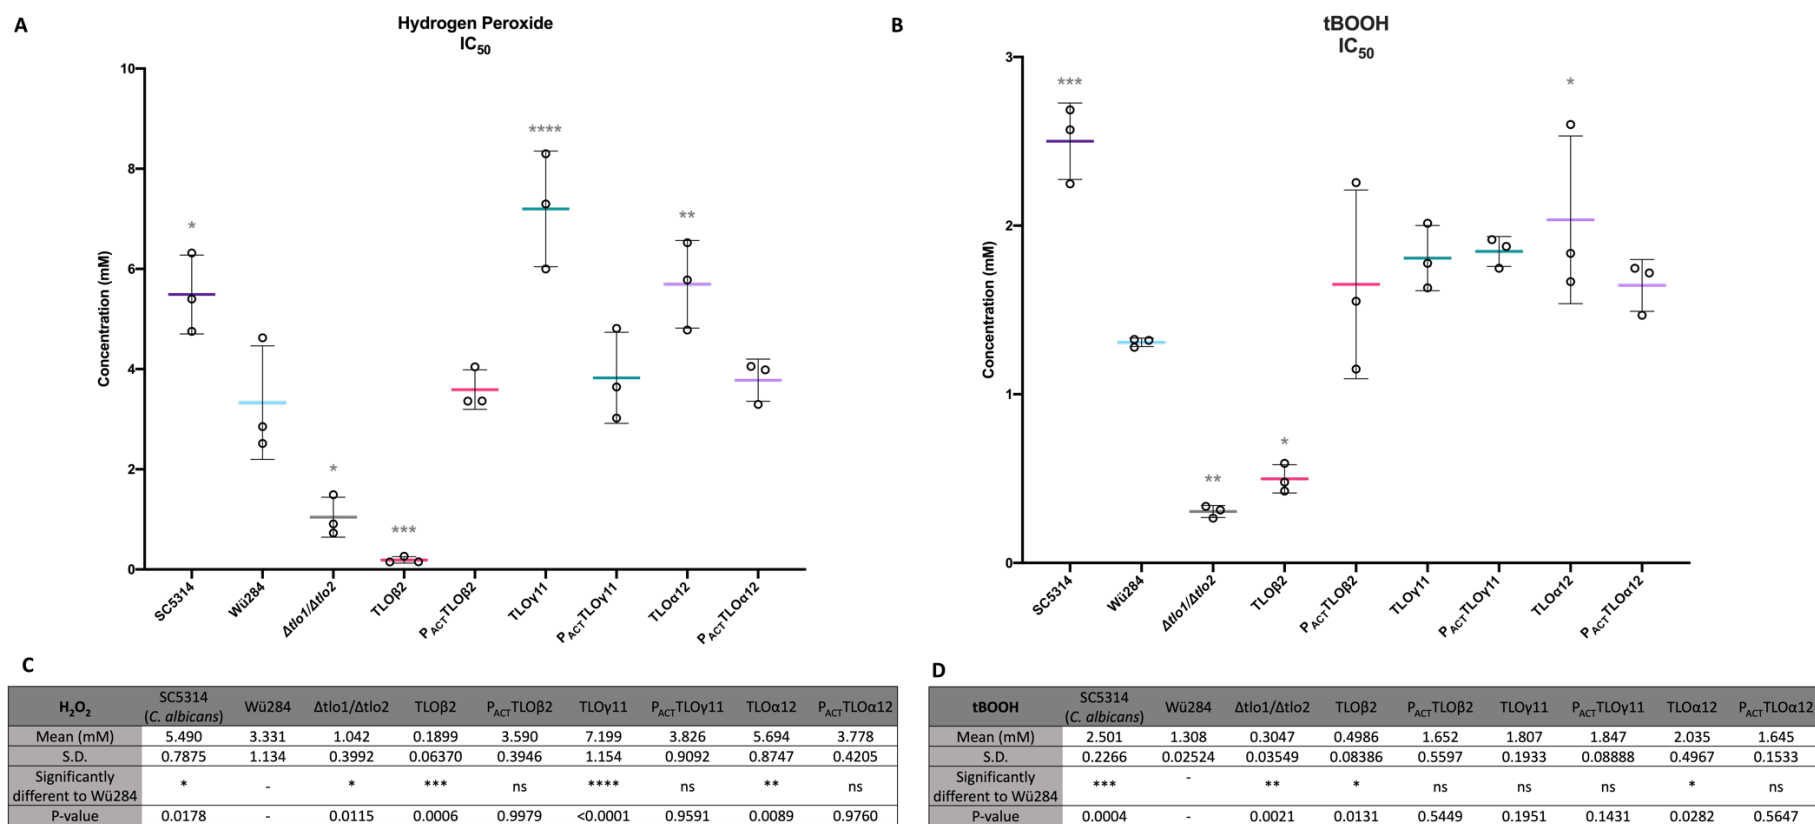 A
Hydrogen Peroxide
IC50
****
*
**
*
***
10
8
6
4
2
0
Concentration (mM)
SC5314
Wü284
Δtlo1/Δtlo2
TLOβ2
PACTTLOβ2
TLOγ11
PACTTLOγ11
TLOα12
PACTTLOα12
B
tBOOH
IC50
***
*
**
*
3
2
1
0
Concentration (mM)
SC5314
Wü284
Δtlo1/Δtlo2
TLOβ2
PACTTLOβ2
TLOγ11
PACTTLOγ11
TLOα12
PACTTLOα12
C
H2O2 SC5314 (C. albicans) Wü284 Δtlo1/Δtlo2 TLOβ2 PACTTLOβ2 TLOγ11 PACTTLOγ11 TLOα12 PACTTLOα12
Mean (mM) 5.490 3.331 1.042 0.1899 3.590 7.199 3.826 5.694 3.778
S.D. 0.7875 1.134 0.3992 0.06370 0.3946 1.154 0.9092 0.8747 0.4205
Significantly different to Wü284 * - * *** ns **** ns ** ns
P-value 0.0178 - 0.0115 0.0006 0.9979 <0.0001 0.9591 0.0089 0.9760
D
tBOOH SC5314 (C. albicans) Wü284 Δtlo1/Δtlo2 TLOβ2 PACTTLOβ2 TLOγ11 PACTTLOγ11 TLOα12 PACTTLOα12
Mean (mM) 2.501 1.308 0.3047 0.4986 1.652 1.807 1.847 2.035 1.645
S.D. 0.2266 0.02524 0.03549 0.08386 0.5597 0.1933 0.08888 0.4967 0.1533
Significantly different to Wü284 *** - ** * ns ns ns * ns
P-value 0.0004 - 0.0021 0.0131 0.5449 0.1951 0.1431 0.0282 0.5647